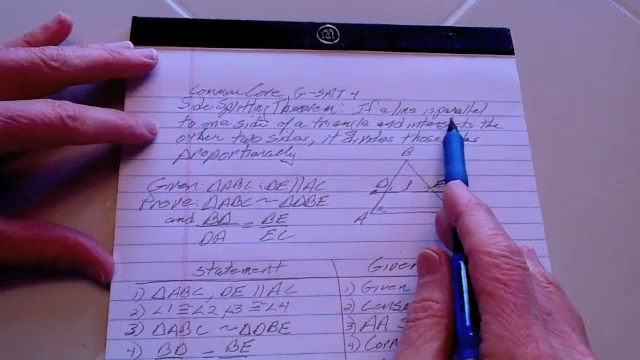 Common Core, G-SAT-4
Side Splitting Theorem: If a line is parallel
to one side of a triangle and intersects the
other two sides, it divides those
proportionally.
B
Given: △ABC; DE || AC
D 1 E
Prove: △ABC ~ △DBE
2
and BD = BE
A
DA EC
Statement Given
1) △ABC, DE || AC 1) Given
2) ∠1 ≅ ∠2, ∠3 ≅ ∠4 2)
3) △ABC ~ △DBE 3) AA
4) BD = BE 4)